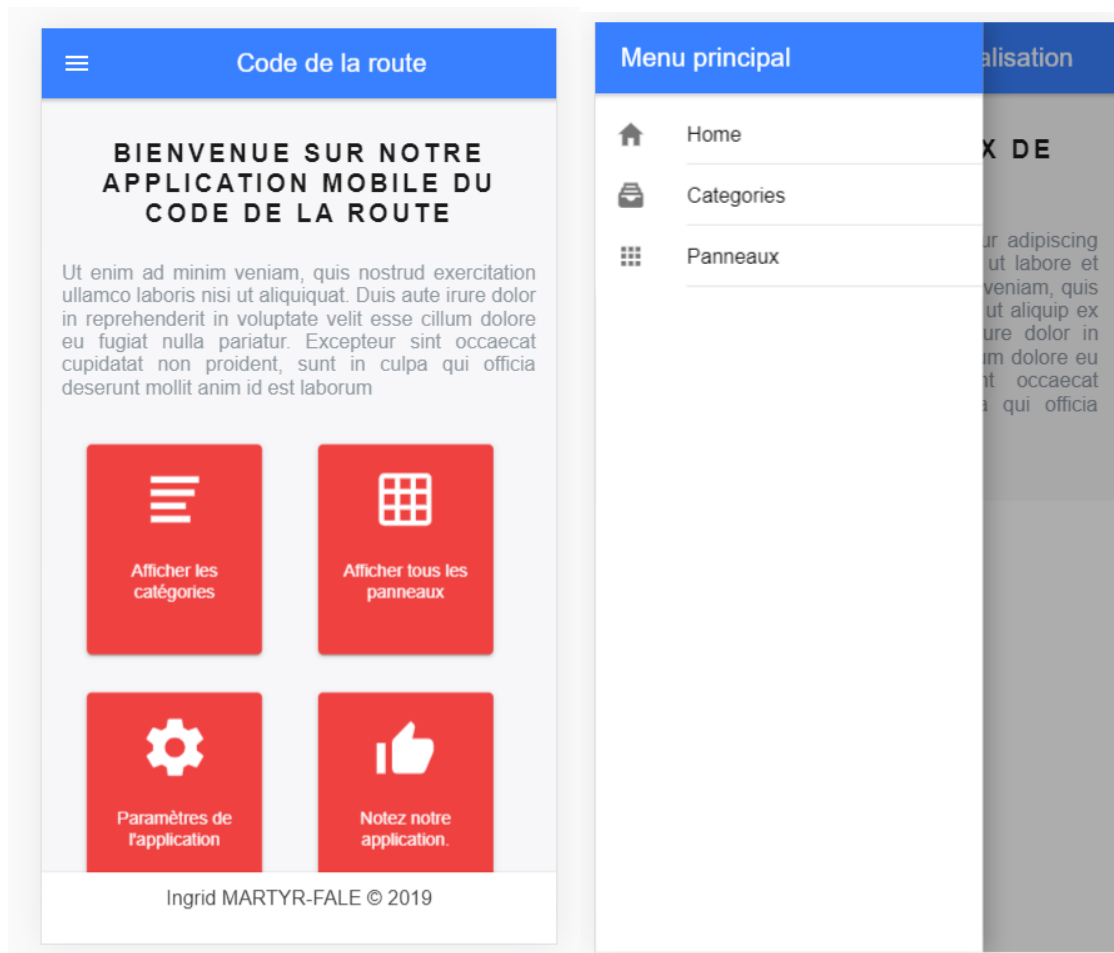 Code de la route
BIENVENUE SUR NOTRE
APPLICATION MOBILE DU
CODE DE LA ROUTE
Ut enim ad minim veniam, quis nostrud exercitation
ullamco laboris nisi ut aliquiquat. Duis aute irure dolor
in reprehenderit in voluptate velit esse cillum dolore
eu fugiat nulla pariatur. Excepteur sint occaecat
cupidatat non proident, sunt in culpa qui officia
deserunt mollit anim id est laborum
Afficher les
catégories
Afficher tous les
panneaux
Paramètres de
l'application
Notez notre
application.
Ingrid MARTYR-FALE © 2019
Menu principal
Home
Categories
Panneaux
alisation
X DE
ur adipiscing
ut labore et
veniam, quis
ut aliquip ex
ure dolor in
um dolore eu
nt occaecat
a qui officia